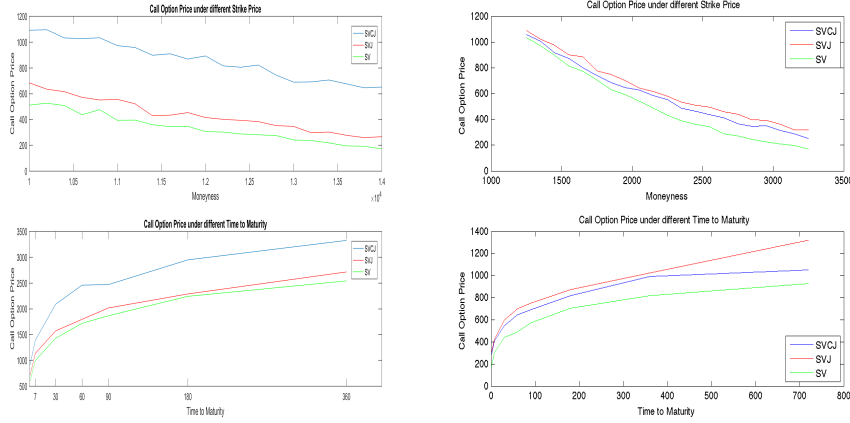 Call Option Price under different Strike Price
Call Option Price
1200
1000
800
600
400
200
0
SVCJ
SVJ
SV
1
1.05
1.1
1.15
1.2
1.25
1.3
1.35
1.4
×10⁴
Moneyness
Call Option Price under different Strike Price
Call Option Price
1200
1000
800
600
400
200
0
SVCJ
SVJ
SV
1000
1500
2000
2500
3000
3500
Moneyness
Call Option Price under different Time to Maturity
Call Option Price
3500
3000
2500
2000
1500
1000
500
SVCJ
SVJ
SV
7
30
60
90
180
360
Time to Maturity
Call Option Price under different Time to Maturity
Call Option Price
1400
1200
1000
800
600
400
200
0
SVCJ
SVJ
SV
0
100
200
300
400
500
600
700
800
Time to Maturity